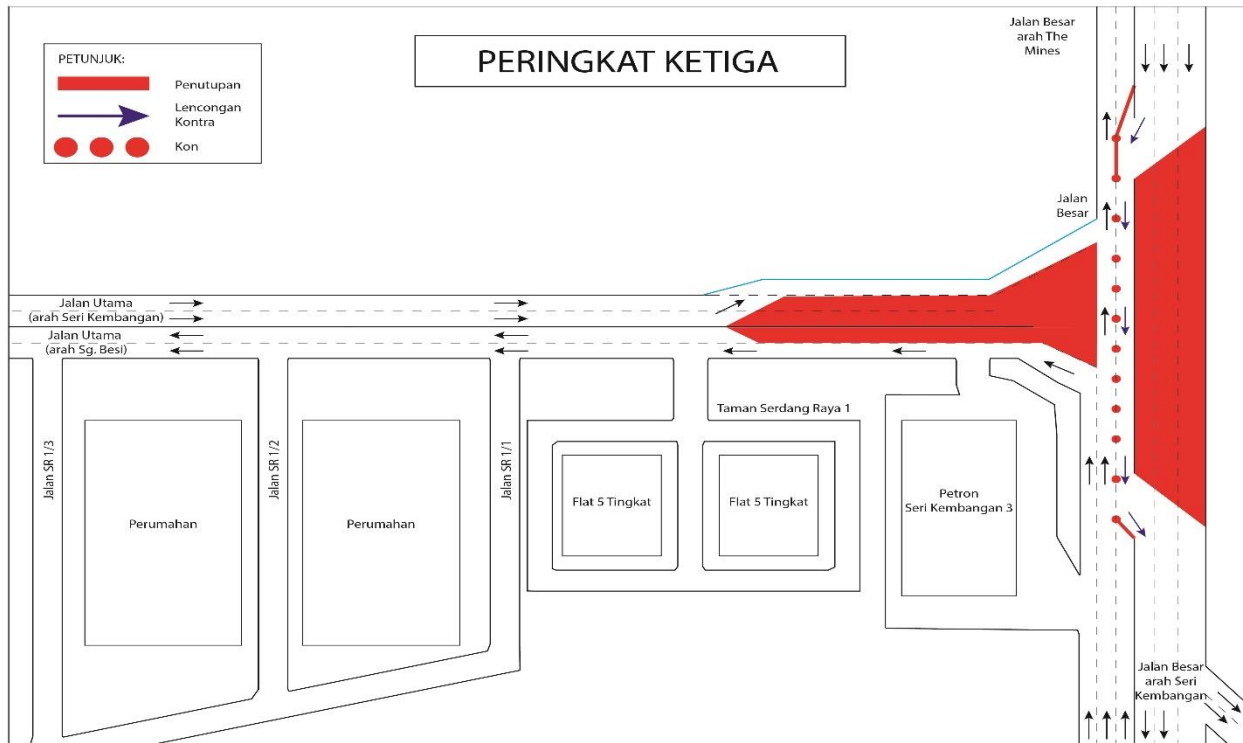 PERINGKAT KETIGA
PETUNJUK:
Penutupan
Lencongan
Kontra
Kon
Jalan Besar
arah The
Mines
Jalan
Besar
Jalan Utama
(arah Seri Kembangan)
Jalan Utama
(arah Sg. Besi)
Taman Serdang Raya 1
Jalan SR 1/3
Perumahan
Jalan SR 1/2
Perumahan
Jalan SR 1/1
Flat 5 Tingkat
Flat 5 Tingkat
Petron
Seri Kembangan 3
Jalan Besar
arah Seri
Kembangan